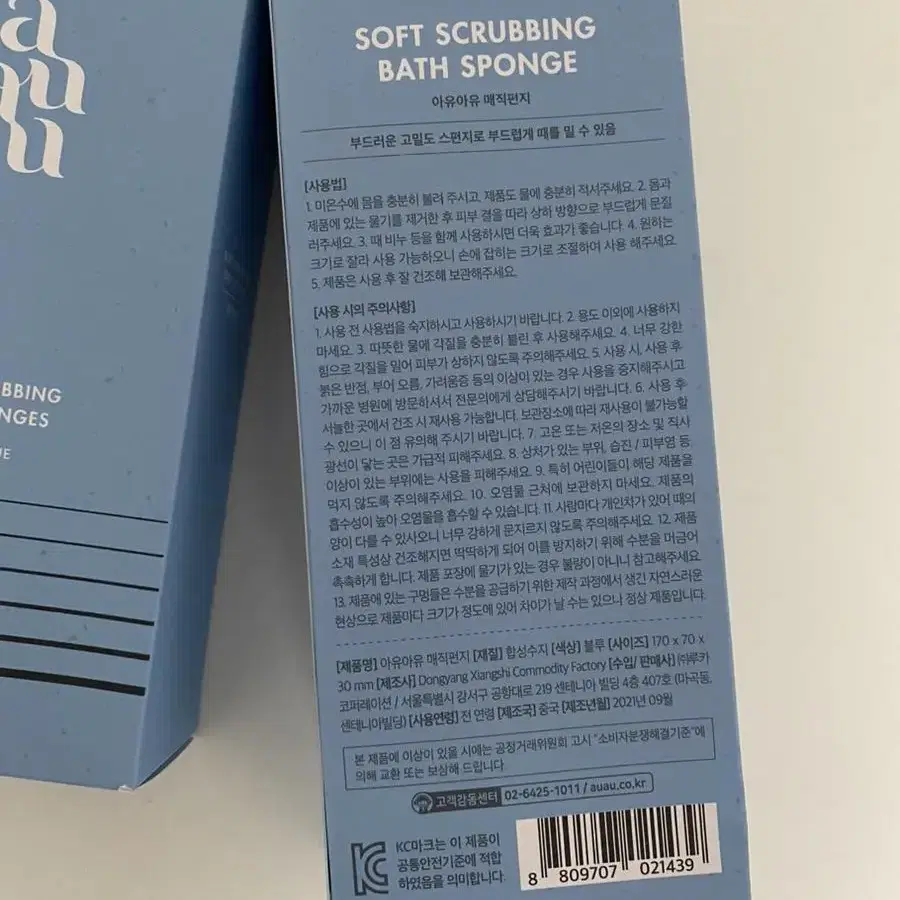 a
uu
u
BBING
NGES
UE
SOFT SCRUBBING
BATH SPONGE
아유아유 매직펀지
부드러운 고밀도 스펀지로 부드럽게 때를 밀 수 있음
[사용법]
1. 미온수에 몸을 충분히 불려 주시고, 제품도 물에 충분히 적셔주세요. 2. 몸과
제품에 있는 물기를 제거한 후 피부 결을 따라 상하 방향으로 부드럽게 문질
러주세요. 3. 때 비누 등을 함께 사용하시면 더욱 효과가 좋습니다. 4. 원하는
크기로 잘라 사용 가능하오니 손에 잡히는 크기로 조절하여 사용 해주세요.
5. 제품은 사용 후 잘 건조해 보관해주세요.
[사용 시의 주의사항]
1. 사용 전 사용법을 숙지하시고 사용하시기 바랍니다. 2. 용도 이외에 사용하지
마세요. 3. 따뜻한 물에 각질을 충분히 불린 후 사용해주세요. 4. 너무 강한
힘으로 각질을 밀어 피부가 상하지 않도록 주의해주세요. 5. 사용 시, 사용 후
붉은 반점, 부어 오름, 가려움증 등의 이상이 있는 경우 사용을 중지해주시고
가까운 병원에 방문하셔서 전문의에게 상담해주시기 바랍니다. 6. 사용 후
서늘한 곳에서 건조 시 재사용 가능합니다. 보관장소에 따라 재사용이 불가능할
수 있으니 이 점 유의해 주시기 바랍니다. 7. 고온 또는 저온의 장소 및 직사
광선이 닿는 곳은 가급적 피해주세요. 8. 상처가 있는 부위, 습진 / 피부염 등
이상이 있는 부위에는 사용을 피해주세요. 9. 특히 어린이들이 해당 제품을
먹지 않도록 주의해주세요. 10. 오염물 근처에 보관하지 마세요. 제품의
흡수성이 높아 오염물을 흡수할 수 있습니다. 11. 사람마다 개인차가 있어 때의
양이 다를 수 있사오니 너무 강하게 문지르지 않도록 주의해주세요. 12. 제품
소재 특성상 건조해지면 딱딱하게 되어 이를 방지하기 위해 수분을 머금어
촉촉하게 합니다. 제품 포장에 물기가 있는 경우 불량이 아니니 참고해주세요.
13. 제품에 있는 구멍들은 수분을 공급하기 위한 제작 과정에서 생긴 자연스러운
현상으로 제품마다 크기가 정도에 있어 차이가 날 수는 있으나 정상 제품입니다.
[제품명] 아유아유 매직펀지 [재질] 합성수지 [색상] 블루 [사이즈] 170 x 70 x
30 mm [제조사] Dongyang Xiangshi Commodity Factory [수입/ 판매사] ㈜루카
코퍼레이션 / 서울특별시 강서구 공항대로 219 센테니아 빌딩 4층 407호 (마곡동,
센테니아빌딩) [사용연령] 전 연령 [제조국] 중국 [제조년월] 2021년 09월
본 제품에 이상이 있을 시에는 공정거래위원회 고시 "소비자분쟁해결기준"에
의해 교환 또는 보상해 드립니다.
고객감동센터 02-6425-1011 / auau.co.kr
KC마크는 이 제품이
공통안전기준에 적합
하였음을 의미합니다.
8 809707 021439